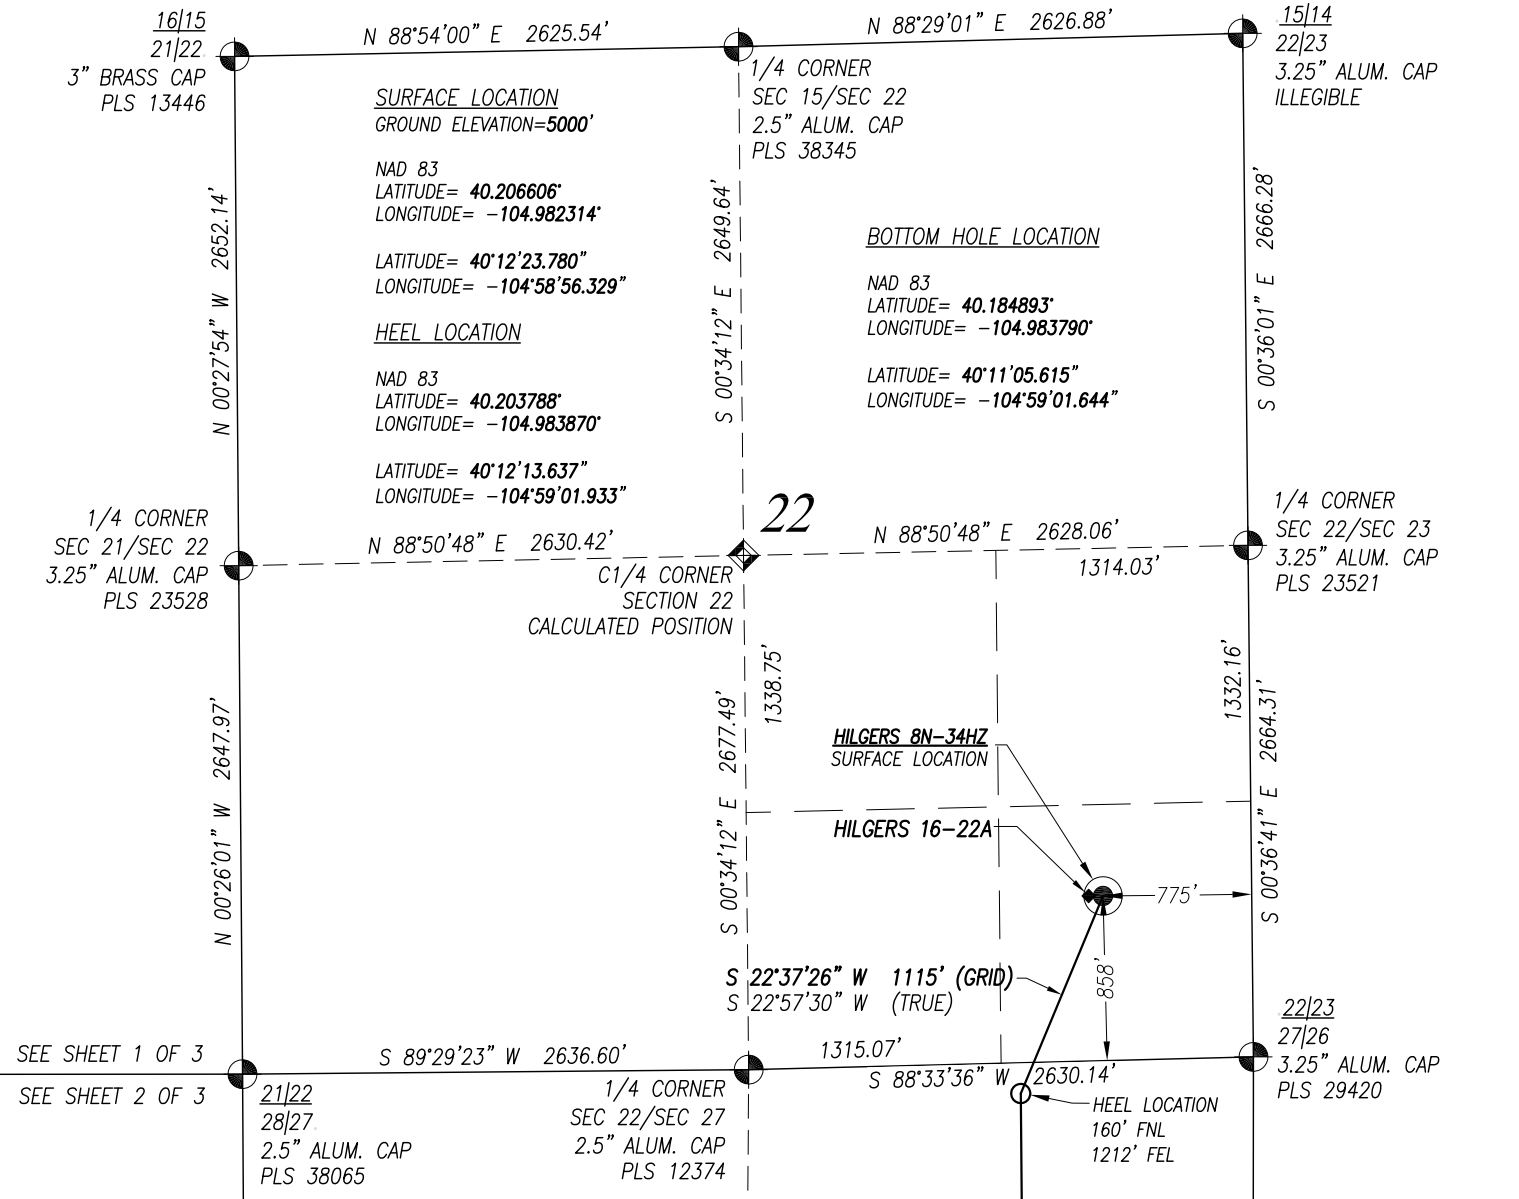 16|15
21|22
3" BRASS CAP
PLS 13446
N 88°54'00" E 2625.54'
N 88°29'01" E 2626.88'
15|14
22|23
3.25" ALUM. CAP
ILLEGIBLE
1/4 CORNER
SEC 15/SEC 22
2.5" ALUM. CAP
PLS 38345
SURFACE LOCATION
GROUND ELEVATION=5000'
NAD 83
LATITUDE= 40.206606°
LONGITUDE= -104.982314°
LATITUDE= 40°12'23.780"
LONGITUDE= -104°58'56.329"
HEEL LOCATION
NAD 83
LATITUDE= 40.203788°
LONGITUDE= -104.983870°
LATITUDE= 40°12'13.637"
LONGITUDE= -104°59'01.933"
N 00°27'54" W 2652.14'
S 00°34'12" E 2649.64'
BOTTOM HOLE LOCATION
NAD 83
LATITUDE= 40.184893°
LONGITUDE= -104.983790°
LATITUDE= 40°11'05.615"
LONGITUDE= -104°59'01.644"
S 00°36'01" E 2666.28'
1/4 CORNER
SEC 21/SEC 22
3.25" ALUM. CAP
PLS 23528
N 88°50'48" E 2630.42'
22
N 88°50'48" E 2628.06'
1314.03'
1/4 CORNER
SEC 22/SEC 23
3.25" ALUM. CAP
PLS 23521
C1/4 CORNER
SECTION 22
CALCULATED POSITION
N 00°26'01" W 2647.97'
S 00°34'12" E 2677.49'
1338.75'
1332.16'
S 00°36'41" E 2664.31'
HILGERS 8N-34HZ
SURFACE LOCATION
HILGERS 16-22A
775'
858'
S 22°37'26" W 1115' (GRID)
S 22°57'30" W (TRUE)
SEE SHEET 1 OF 3
SEE SHEET 2 OF 3
S 89°29'23" W 2636.60'
1315.07'
S 88°33'36" W 2630.14'
22|23
27|26
3.25" ALUM. CAP
PLS 29420
21|22
28|27
2.5" ALUM. CAP
PLS 38065
1/4 CORNER
SEC 22/SEC 27
2.5" ALUM. CAP
PLS 12374
HEEL LOCATION
160' FNL
1212' FEL